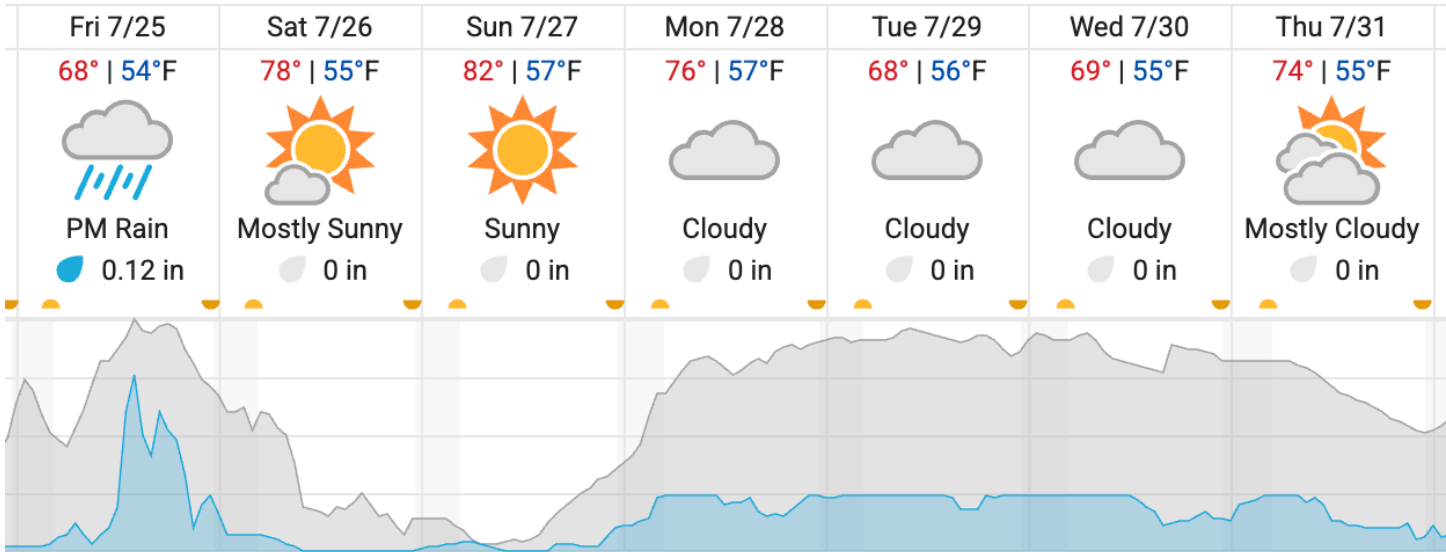 Fri 7/25 Sat 7/26 Sun 7/27 Mon 7/28 Tue 7/29 Wed 7/30 Thu 7/31
68° | 54°F 78° | 55°F 82° | 57°F 76° | 57°F 68° | 56°F 69° | 55°F 74° | 55°F
PM Rain Mostly Sunny Sunny Cloudy Cloudy Cloudy Mostly Cloudy
0.12 in 0 in 0 in 0 in 0 in 0 in 0 in